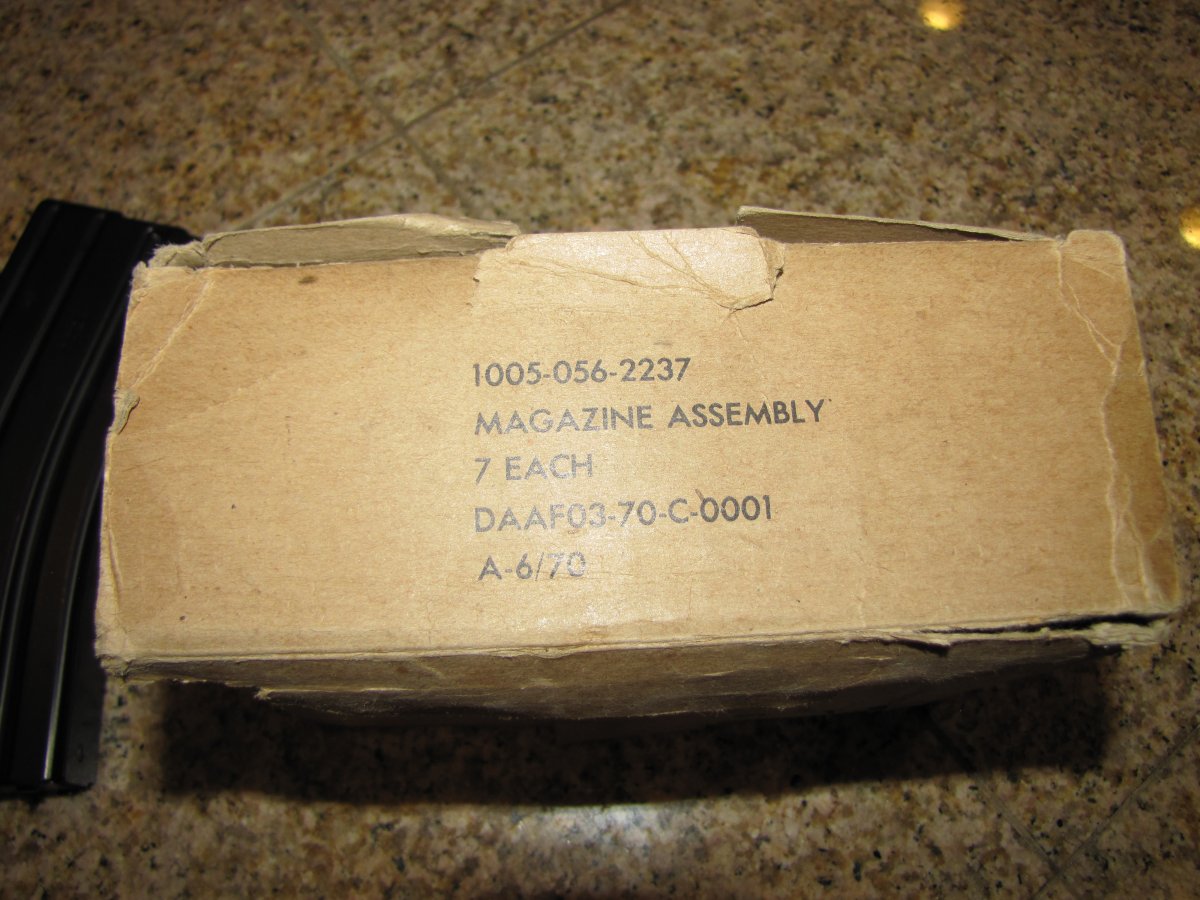 1005-056-2237
MAGAZINE ASSEMBLY
7 EACH
DAAF03-70-C-0001
A-6/70